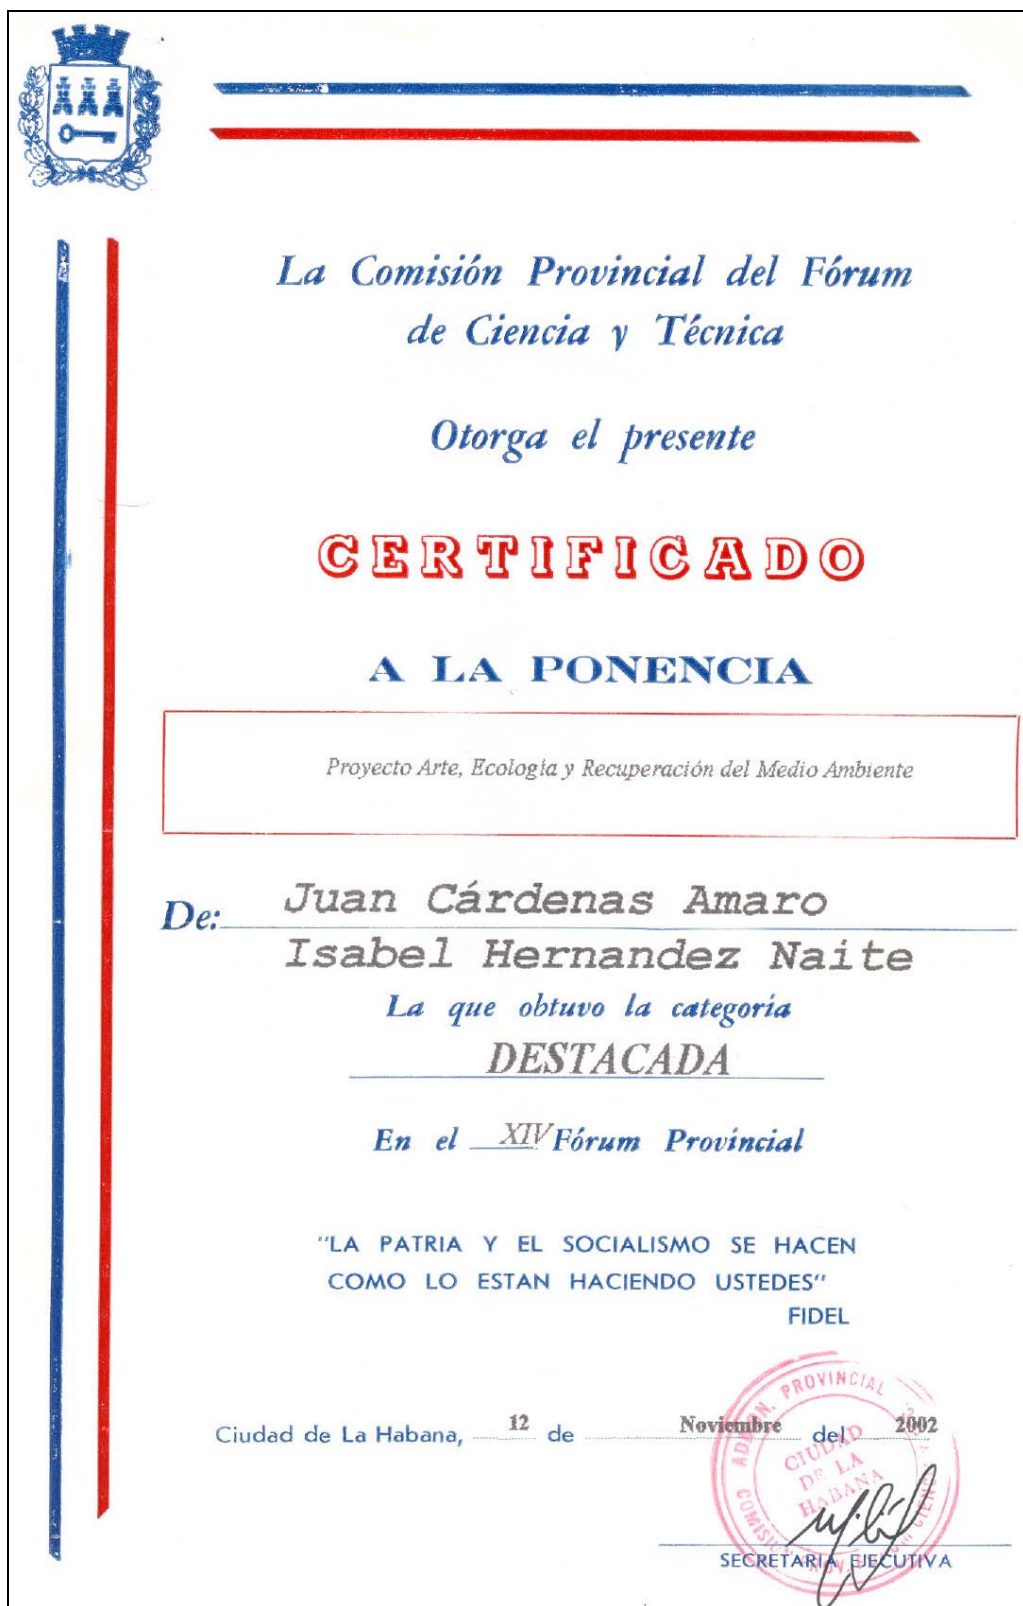 La Comisión Provincial del Fórum
de Ciencia y Técnica
Otorga el presente
CERTIFICADO
A LA PONENCIA
Proyecto Arte, Ecología y Recuperación del Medio Ambiente
De: Juan Cárdenas Amaro
Isabel Hernandez Naite
La que obtuvo la categoría
DESTACADA
En el XIV Fórum Provincial
"LA PATRIA Y EL SOCIALISMO SE HACEN
COMO LO ESTAN HACIENDO USTEDES"
FIDEL
Ciudad de La Habana, 12 de Noviembre del 2002
PROVINCIAL
CIUDAD
DE LA
HABANA
SECRETARIA EJECUTIVA